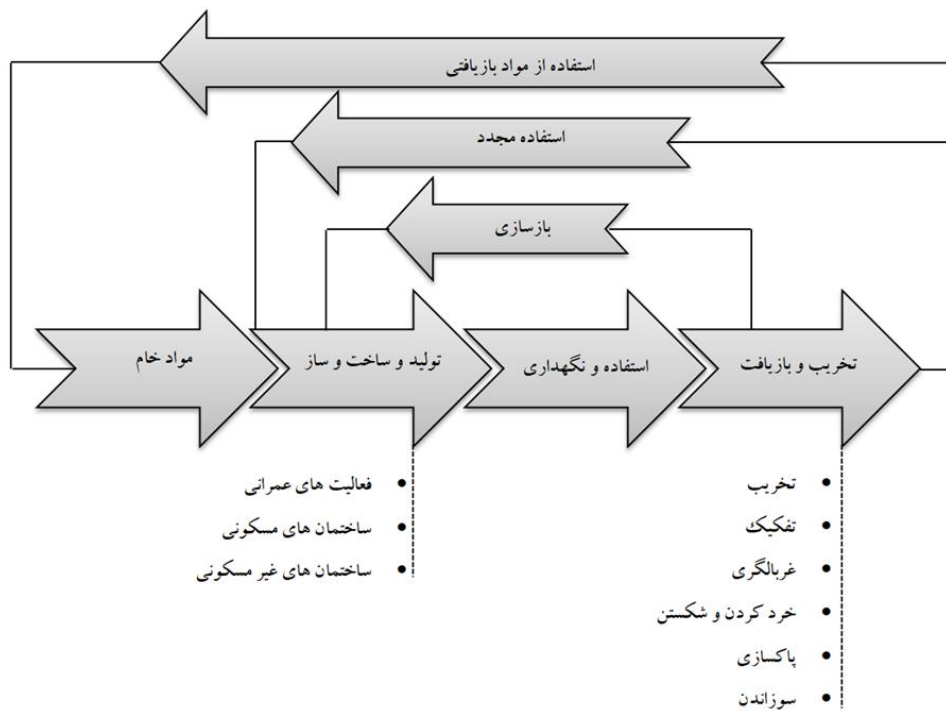 استفاده از مواد بازیافتی
استفاده مجدد
بازسازی
مواد خام
تولید و ساخت و ساز
استفاده و نگهداری
تخریب و بازیافت
● فعالیت های عمرانی
● ساختمان های مسکونی
● ساختمان های غیر مسکونی
● تخریب
● تفکیک
● غربالگری
● خرد کردن و شکستن
● پاکسازی
● سوزاندن